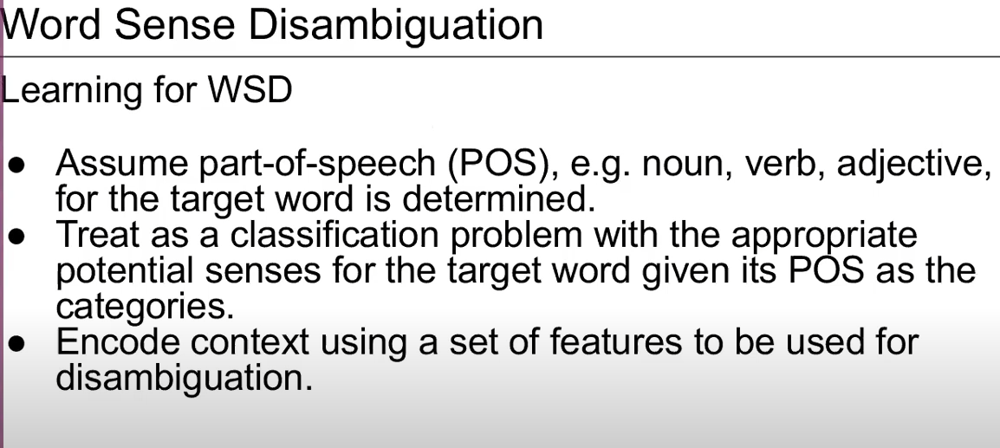 Word Sense Disambiguation
Learning for WSD
● Assume part-of-speech (POS), e.g. noun, verb, adjective,
for the target word is determined.
● Treat as a classification problem with the appropriate
potential senses for the target word given its POS as the
categories.
● Encode context using a set of features to be used for
disambiguation.